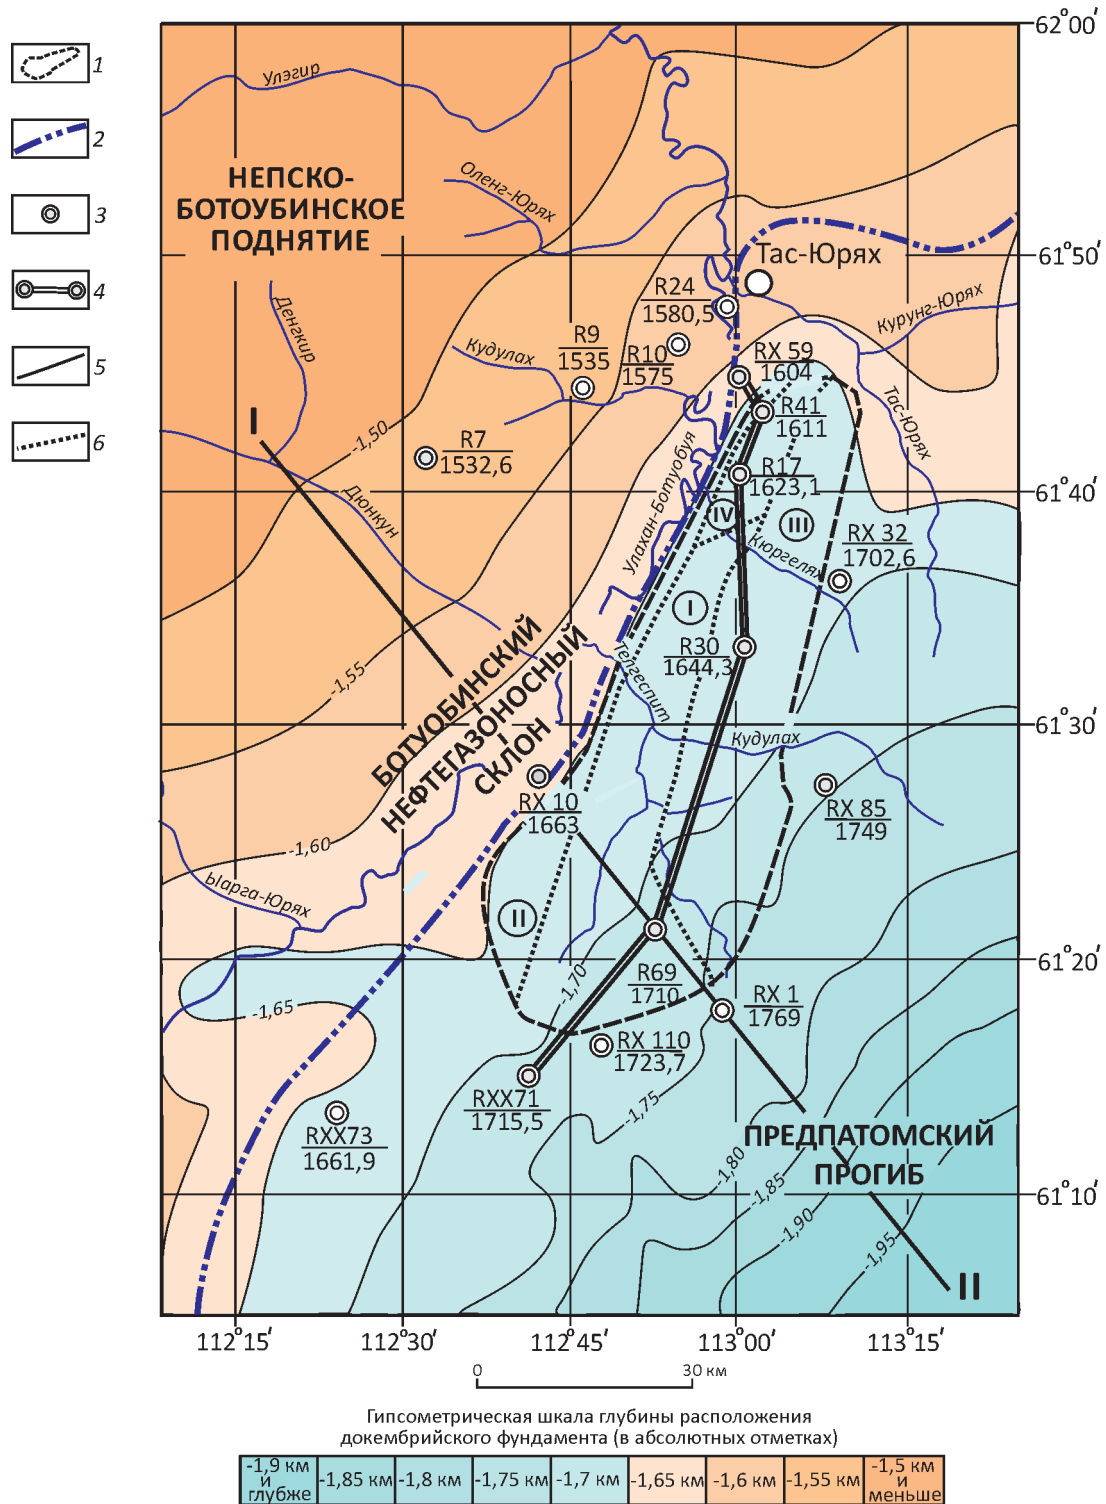 62°00'
1
2
3
4
5
6
Улэгир
НЕПСКО-
БОТОУБИНСКОЕ
ПОДНЯТИЕ
Оленг-Юрях
61°50'
Тас-Юрях
R24
1580,5
Курунг-Юрях
Денгкир
R9
1535
Кудулах
R10
1575
RX 59
1604
R41
1611
Тас-Юрях
I
-1,50
R7
1532,6
R17
1623,1
61°40'
Дюнкун
Улахан-Ботуобуя
IV
III
Кюргелях
RX 32
1702,6
I
R30
1644,3
-1,55
БОТУОБИНСКИЙ
НЕФТЕГАЗОНОСНЫЙ
СКЛОН
Телгеспит
61°30'
Кудулах
RX 10
1663
RX 85
1749
-1,60
Ыарга-Юрях
II
61°20'
R69
1710
-1,70
RX 1
1769
-1,65
RX 110
1723,7
RXX71
1715,5
-1,75
RXX73
1661,9
ПРЕДПАТОМСКИЙ
ПРОГИБ
-1,80
-1,85
61°10'
-1,90
-1,95
II
112°15' 112°30' 112°45' 113°00' 113°15'
0 30 км
Гипсометрическая шкала глубины расположения
докембрийского фундамента (в абсолютных отметках)
-1,9 км и глубже -1,85 км -1,8 км -1,75 км -1,7 км -1,65 км -1,6 км -1,55 км -1,5 км и меньше